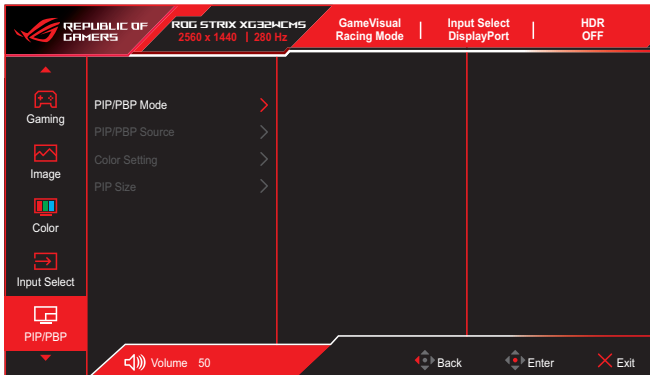 REPUBLIC OF
GAMERS
ROG STRIX XG32WCMS
2560 x 1440 | 280 Hz
GameVisual
Racing Mode
Input Select
DisplayPort
HDR
OFF
Gaming
Image
Color
Input Select
PIP/PBP
PIP/PBP Mode
PIP/PBP Source
Color Setting
PIP Size
Volume 50
Back
Enter
Exit